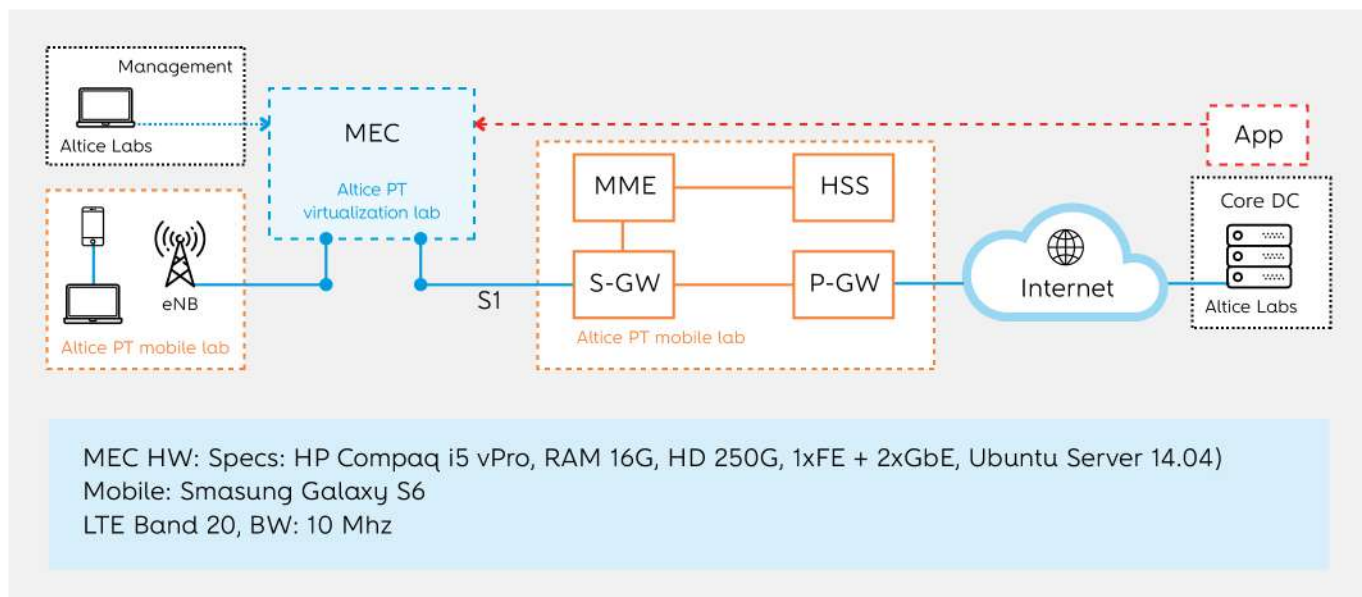 Management
Altice Labs
MEC
Altice PT
virtualization lab
App
MME
HSS
Core DC
eNB
S1
S-GW
P-GW
Internet
Altice Labs
Altice PT mobile lab
Altice PT mobile lab
MEC HW: Specs: HP Compaq i5 vPro, RAM 16G, HD 250G, 1xFE + 2xGbE, Ubuntu Server 14.04)
Mobile: Smasung Galaxy S6
LTE Band 20, BW: 10 Mhz